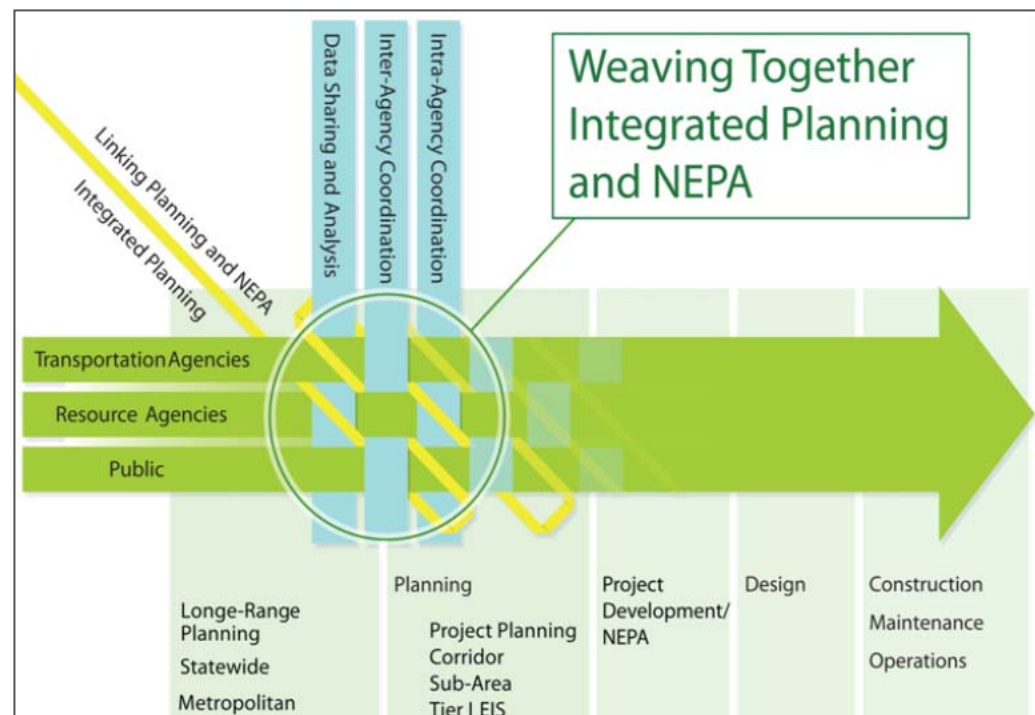 Data Sharing and Analysis
Inter-Agency Coordination
Intra-Agency Coordination
Weaving Together
Integrated Planning
and NEPA
Linking Planning and NEPA
Integrated Planning
Transportation Agencies
Resource Agencies
Public
Longe-Range
Planning
Statewide
Metropolitan
Planning
Project Planning
Corridor
Sub-Area
Tier I EIS
Project
Development/
NEPA
Design
Construction
Maintenance
Operations